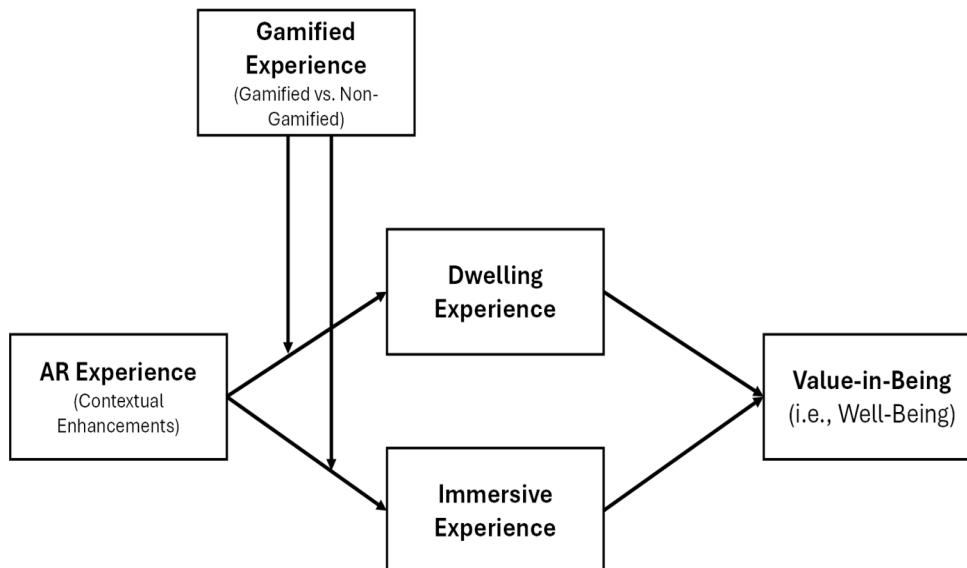 Gamified
Experience
(Gamified vs. Non-
Gamified)
Dwelling
Experience
AR Experience
(Contextual
Enhancements)
Value-in-Being
(i.e., Well-Being)
Immersive
Experience